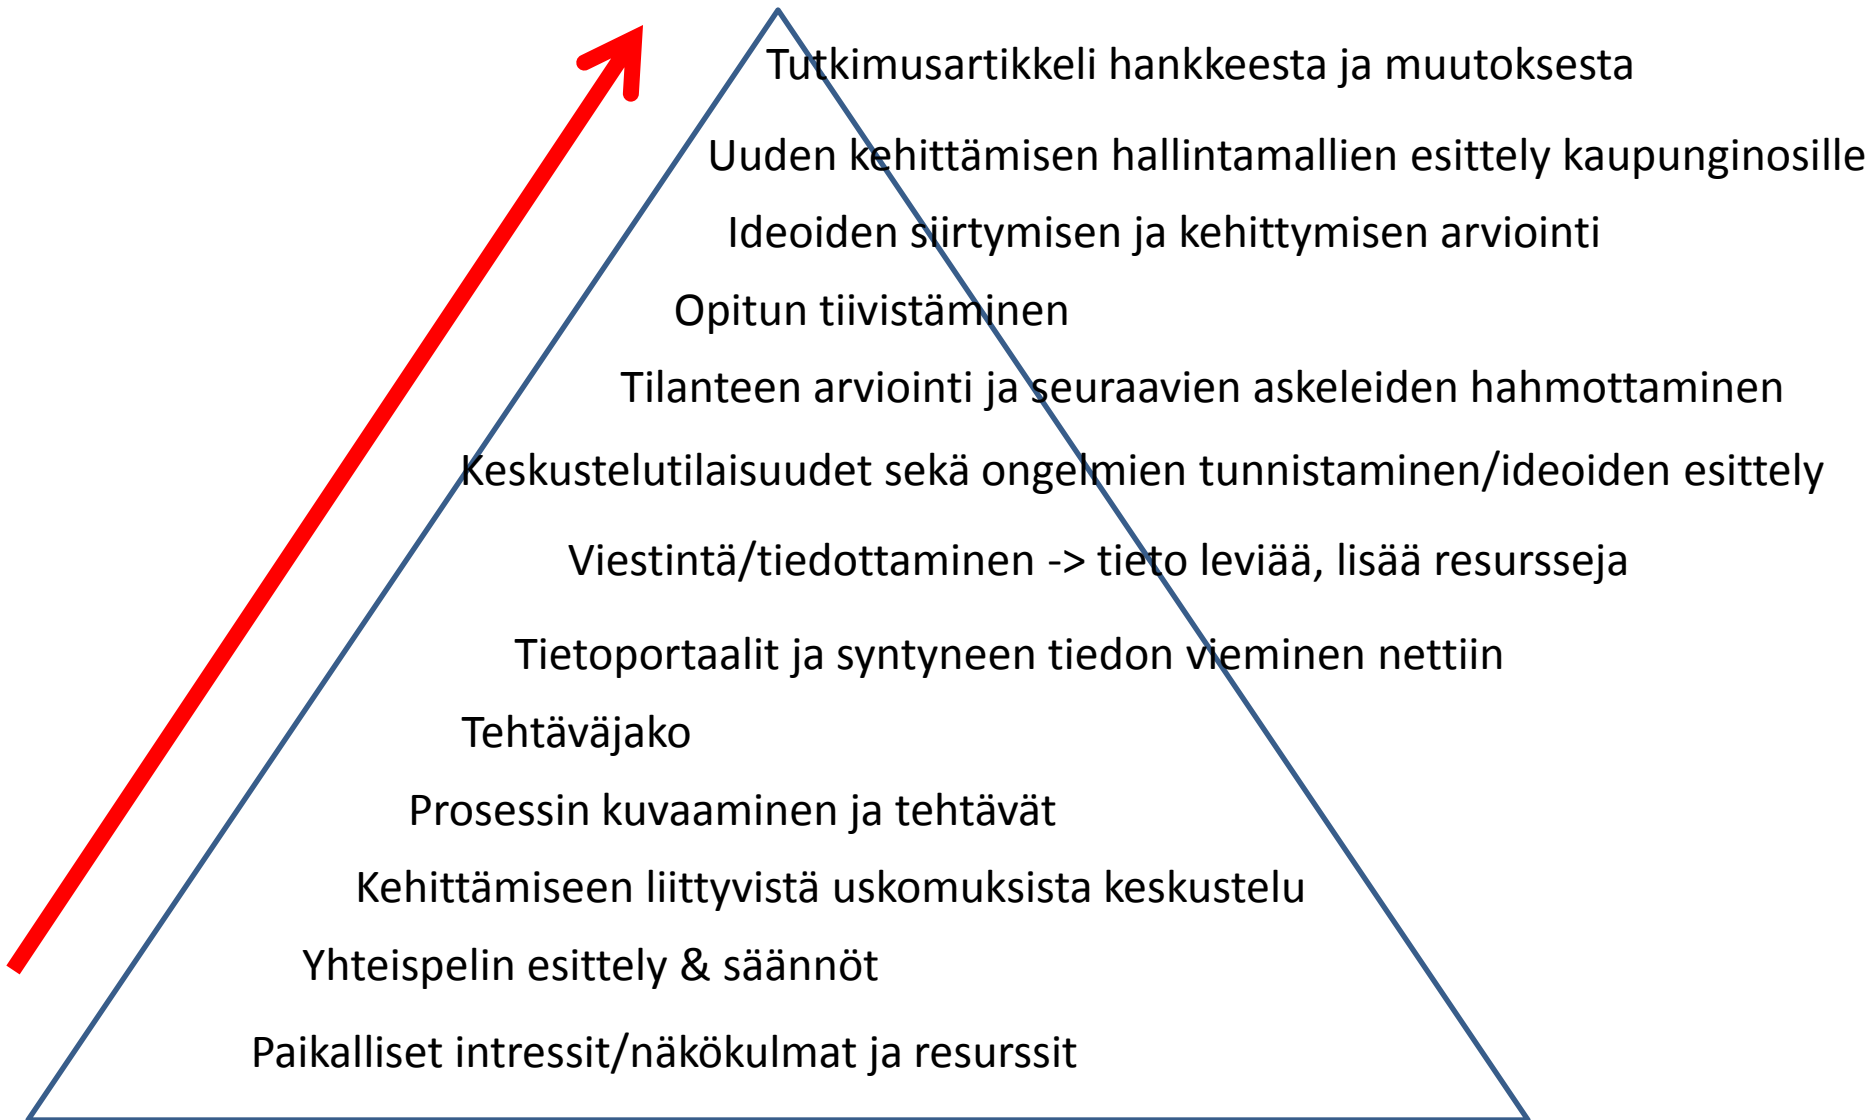 Tutkimusartikkeli hankkeesta ja muutoksesta
Uuden kehittämisen hallintamallien esittely kaupunginosille
Ideoiden siirtymisen ja kehittymisen arviointi
Opitun tiivistäminen
Tilanteen arviointi ja seuraavien askeleiden hahmottaminen
Keskustelutilaisuudet sekä ongelmien tunnistaminen/ideoiden esittely
Viestintä/tiedottaminen -> tieto leviää, lisää resursseja
Tietoportaalit ja syntyneen tiedon vieminen nettiin
Tehtäväjako
Prosessin kuvaaminen ja tehtävät
Kehittämiseen liittyvistä uskomuksista keskustelu
Yhteispelin esittely & säännöt
Paikalliset intressit/näkökulmat ja resurssit